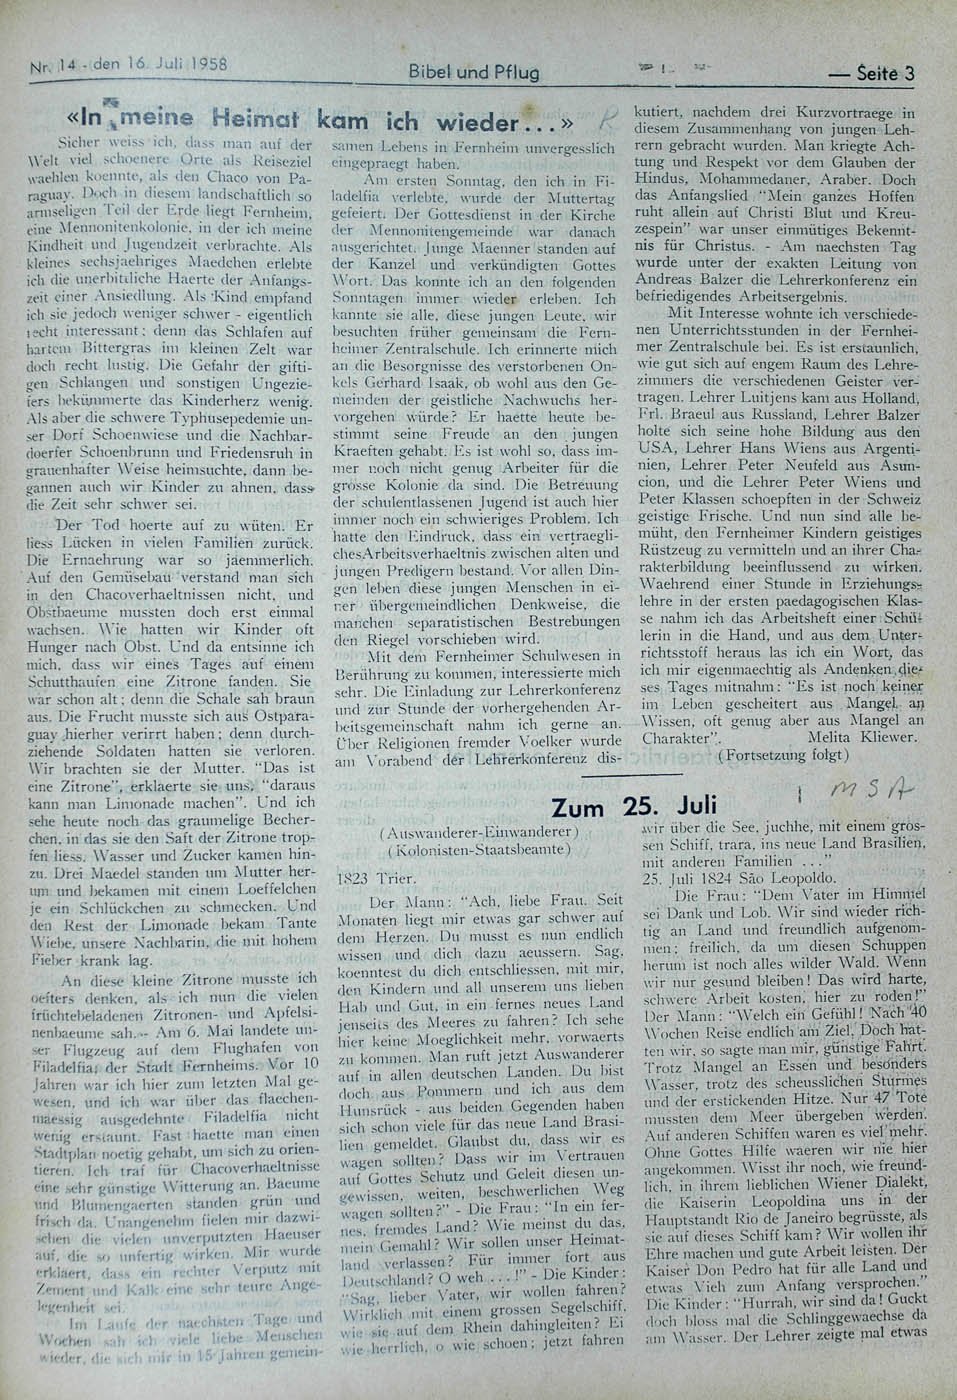 Nr. 14 - den 16. Juli 1958
Bibel und Pflug
— Seite 3
«In meine Heimat kam ich wieder...»
Sicher weiss ich, dass man auf der
Welt viel schoenere Orte als Reiseziel
waehlen koennte, als den Chaco von Pa-
raguay. Doch in diesem landschaftlich so
armseligen Teil der Erde liegt Fernheim,
eine Mennonitenkolonie, in der ich meine
Kindheit und Jugendzeit verbrachte. Als
kleines sechsjaehriges Maedchen erlebte
ich die unerbittliche Haerte der Anfangs-
zeit einer Ansiedlung. Als Kind empfand
ich sie jedoch weniger schwer - eigentlich
recht interessant; denn das Schlafen auf
hartem Bittergras im kleinen Zelt war
doch recht lustig. Die Gefahr der gifti-
gen Schlangen und sonstigen Ungezie-
fers bekümmerte das Kinderherz wenig.
Als aber die schwere Typhusepedemie un-
ser Dorf Schoenwiese und die Nachbar-
doerfer Schoenbrunn und Friedensruh in
grauenhafter Weise heimsuchte, dann be-
gannen auch wir Kinder zu ahnen, dass
die Zeit sehr schwer sei.
Der Tod hoerte auf zu wüten. Er
liess Lücken in vielen Familien zurück.
Die Ernaehrung war so jaemmerlich.
Auf den Gemüsebau verstand man sich
in den Chacoverhaeltnissen nicht, und
Obstbaeume mussten doch erst einmal
wachsen. Wie hatten wir Kinder oft
Hunger nach Obst. Und da entsinne ich
mich, dass wir eines Tages auf einem
Schutthaufen eine Zitrone fanden. Sie
war schon alt; denn die Schale sah braun
aus. Die Frucht musste sich aus Ostpara-
guay hierher verirrt haben; denn durch-
ziehende Soldaten hatten sie verloren.
Wir brachten sie der Mutter. "Das ist
eine Zitrone", erklaerte sie uns, "daraus
kann man Limonade machen". Und ich
sehe heute noch das graumelige Becher-
chen, in das sie den Saft der Zitrone trop-
fen liess. Wasser und Zucker kamen hin-
zu. Drei Maedel standen um Mutter her-
um und bekamen mit einem Loeffelchen
je ein Schlückchen zu schmecken. Und
den Rest der Limonade bekam Tante
Wiebe, unsere Nachbarin, die mit hohem
Fieber krank lag.
An diese kleine Zitrone musste ich
oefters denken, als ich nun die vielen
früchtebeladenen Zitronen- und Apfelsi-
nenbaeume sah.- Am 6. Mai landete un-
ser Flugzeug auf dem Flughafen von
Filadelfia, der Stadt Fernheims. Vor 10
Jahren war ich hier zum letzten Mal ge-
wesen, und ich war über das flaechen-
maessig ausgedehnte Filadelfia nicht
wenig erstaunt. Fast haette man einen
Stadtplan noetig gehabt, um sich zu orien-
tieren. Ich traf für Chacoverhaeltnisse
eine sehr günstige Witterung an. Baeume
und Blumengaerten standen grün und
frisch da. Unangenehm fielen mir dazwi-
schen die vielen unverputzten Haeuser
auf, die so unfertig wirken. Mir wurde
erklaert, dass ein rechter Verputz mit
Zement und Kalk eine sehr teure Ange-
legenheit sei.
Im Laufe der naechsten Tage und
Wochen sah ich viele liebe Menschen
wieder, die sich mir in 15 Jahren gemein-
samen Lebens in Fernheim unvergesslich
eingepraegt haben.
Am ersten Sonntag, den ich in Fi-
ladelfia verlebte, wurde der Muttertag
gefeiert. Der Gottesdienst in der Kirche
der Mennonitengemeinde war danach
ausgerichtet. Junge Maenner standen auf
der Kanzel und verkündigten Gottes
Wort. Das konnte ich an den folgenden
Sonntagen immer wieder erleben. Ich
kannte sie alle, diese jungen Leute, wir
besuchten früher gemeinsam die Fern-
heimer Zentralschule. Ich erinnerte mich
an die Besorgnisse des verstorbenen On-
kels Gerhard Isaak, ob wohl aus den Ge-
meinden der geistliche Nachwuchs her-
vorgehen würde? Er haette heute be-
stimmt seine Freude an den jungen
Kraeften gehabt. Es ist wohl so, dass im-
mer noch nicht genug Arbeiter für die
grosse Kolonie da sind. Die Betreuung
der schulentlassenen Jugend ist auch hier
immer noch ein schwieriges Problem. Ich
hatte den Eindruck, dass ein vertraegli-
chesArbeitsverhaeltnis zwischen alten und
jungen Predigern bestand. Vor allen Din-
gen leben diese jungen Menschen in ei-
ner übergemeindlichen Denkweise, die
manchen separatistischen Bestrebungen
den Riegel vorschieben wird.
Mit dem Fernheimer Schulwesen in
Berührung zu kommen, interessierte mich
sehr. Die Einladung zur Lehrerkonferenz
und zur Stunde der vorhergehenden Ar-
beitsgemeinschaft nahm ich gerne an.
Über Religionen fremder Voelker wurde
am Vorabend der Lehrerkonferenz dis-
kutiert, nachdem drei Kurzvortraege in
diesem Zusammenhang von jungen Leh-
rern gebracht wurden. Man kriegte Ach-
tung und Respekt vor dem Glauben der
Hindus, Mohammedaner, Araber. Doch
das Anfangslied "Mein ganzes Hoffen
ruht allein auf Christi Blut und Kreu-
zespein" war unser einmütiges Bekennt-
nis für Christus. - Am naechsten Tag
wurde unter der exakten Leitung von
Andreas Balzer die Lehrerkonferenz ein
befriedigendes Arbeitsergebnis.
Mit Interesse wohnte ich verschiede-
nen Unterrichtsstunden in der Fernhei-
mer Zentralschule bei. Es ist erstaunlich,
wie gut sich auf engem Raum des Lehre-
zimmers die verschiedenen Geister ver-
tragen. Lehrer Luitjens kam aus Holland,
Frl. Braeul aus Russland, Lehrer Balzer
holte sich seine hohe Bildung aus den
USA, Lehrer Hans Wiens aus Argenti-
nien, Lehrer Peter Neufeld aus Asun-
cion, und die Lehrer Peter Wiens und
Peter Klassen schoepften in der Schweiz
geistige Frische. Und nun sind alle be-
müht, den Fernheimer Kindern geistiges
Rüstzeug zu vermitteln und an ihrer Cha-
rakterbildung beeinflussend zu wirken.
Waehrend einer Stunde in Erziehungs-
lehre in der ersten paedagogischen Klas-
se nahm ich das Arbeitsheft einer Schü-
lerin in die Hand, und aus dem Unter-
richtsstoff heraus las ich ein Wort, das
ich mir eigenmaechtig als Andenken die-
ses Tages mitnahm: "Es ist noch keiner
im Leben gescheitert aus Mangel an
Wissen, oft genug aber aus Mangel an
Charakter". Melita Kliewer.
(Fortsetzung folgt)
MSA
Zum 25. Juli
(Auswanderer-Einwanderer)
(Kolonisten-Staatsbeamte)
1823 Trier.
Der Mann: "Ach, liebe Frau. Seit
Monaten liegt mir etwas gar schwer auf
dem Herzen. Du musst es nun endlich
wissen und dich dazu aeussern. Sag,
koenntest du dich entschliessen, mit mir,
den Kindern und all unserem uns lieben
Hab und Gut, in ein fernes neues Land
jenseits des Meeres zu fahren? Ich sehe
hier keine Moeglichkeit mehr, vorwaerts
zu kommen. Man ruft jetzt Auswanderer
auf in allen deutschen Landen. Du bist
doch aus Pommern und ich aus dem
Hunsrück - aus beiden Gegenden haben
sich schon viele für das neue Land Brasi-
lien gemeldet. Glaubst du, dass wir es
wagen sollten? Dass wir im Vertrauen
auf Gottes Schutz und Geleit diesen un-
gewissen, weiten, beschwerlichen Weg
wagen sollten?" - Die Frau: "In ein fer-
nes, fremdes Land? Wie meinst du das,
mein Gemahl? Wir sollen unser Heimat-
land verlassen? Für immer fort aus
Deutschland? O weh . . . !" - Die Kinder:
"Sag, lieber Vater, wir wollen fahren?
Wirklich mit einem grossen Segelschiff,
wie sie auf dem Rhein dahingleiten? Ei
wie herrlich, o wie schoen; jetzt fahren
wir über die See, juchhe, mit einem gros-
sen Schiff, trara, ins neue Land Brasilien,
mit anderen Familien . . ."
25. Juli 1824 São Leopoldo.
Die Frau: "Dem Vater im Himmel
sei Dank und Lob. Wir sind wieder rich-
tig an Land und freundlich aufgenom-
men; freilich, da um diesen Schuppen
herum ist noch alles wilder Wald. Wenn
wir nur gesund bleiben! Das wird harte,
schwere Arbeit kosten, hier zu roden!"
Der Mann: "Welch ein Gefühl! Nach 40
Wochen Reise endlich am Ziel. Doch hat-
ten wir, so sagte man mir, günstige Fahrt.
Trotz Mangel an Essen und besonders
Wasser, trotz des scheusslichen Sturmes
und der erstickenden Hitze. Nur 47 Tote
mussten dem Meer übergeben werden.
Auf anderen Schiffen waren es viel mehr.
Ohne Gottes Hilfe waeren wir nie hier
angekommen. Wisst ihr noch, wie freund-
lich, in ihrem lieblichen Wiener Dialekt,
die Kaiserin Leopoldina uns in der
Hauptstandt Rio de Janeiro begrüsste, als
sie auf dieses Schiff kam? Wir wollen ihr
Ehre machen und gute Arbeit leisten. Der
Kaiser Don Pedro hat für alle Land und
etwas Vieh zum Anfang versprochen."
Die Kinder: "Hurrah, wir sind da! Guckt
doch bloss mal die Schlinggewaechse da
am Wasser. Der Lehrer zeigte mal etwas